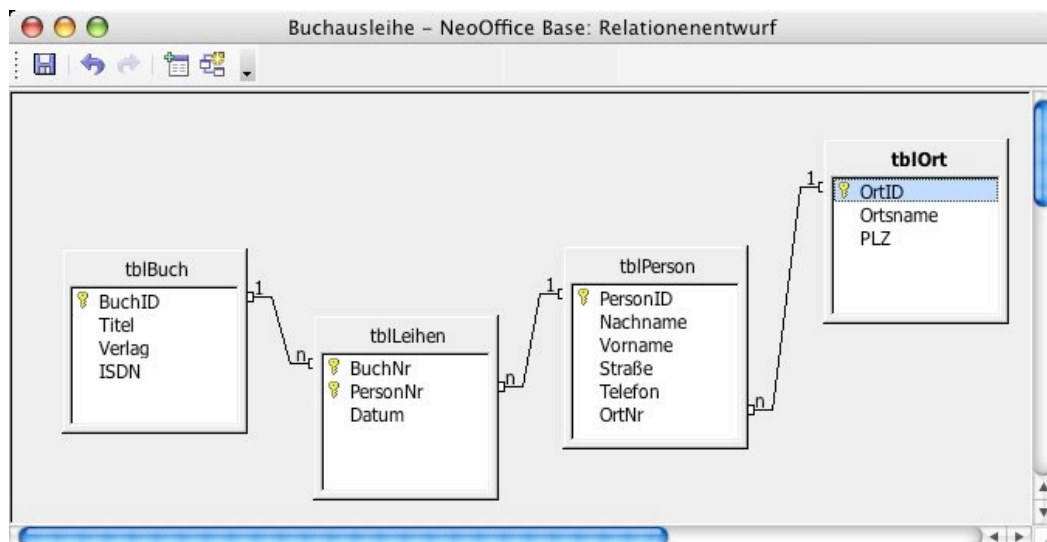 Buchausleihe – NeoOffice Base: Relationenentwurf
tblBuch
BuchID
Titel
Verlag
ISDN
1
n
tblLeihen
BuchNr
PersonNr
Datum
n
1
tblPerson
PersonID
Nachname
Vorname
Straße
Telefon
OrtNr
n
1
tblOrt
OrtID
Ortsname
PLZ